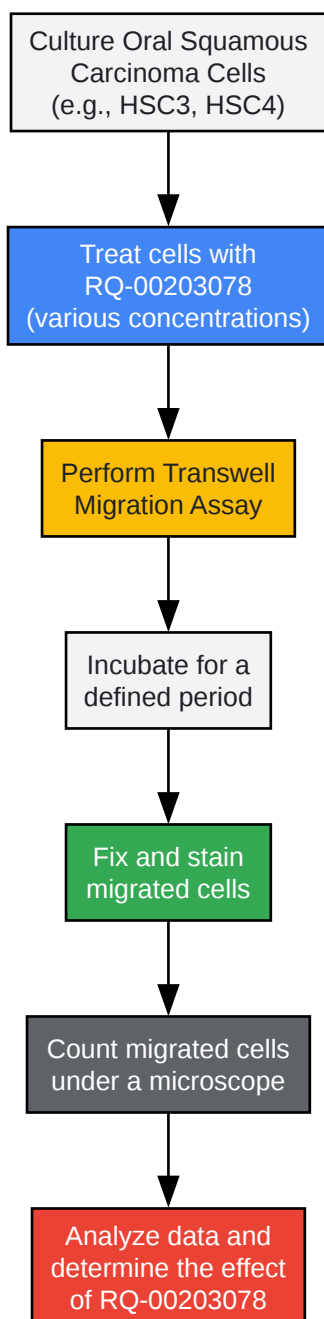 Culture Oral Squamous
Carcinoma Cells
(e.g., HSC3, HSC4)
Treat cells with
RQ-00203078
(various concentrations)
Perform Transwell
Migration Assay
Incubate for a
defined period
Fix and stain
migrated cells
Count migrated cells
under a microscope
Analyze data and
determine the effect
of RQ-00203078